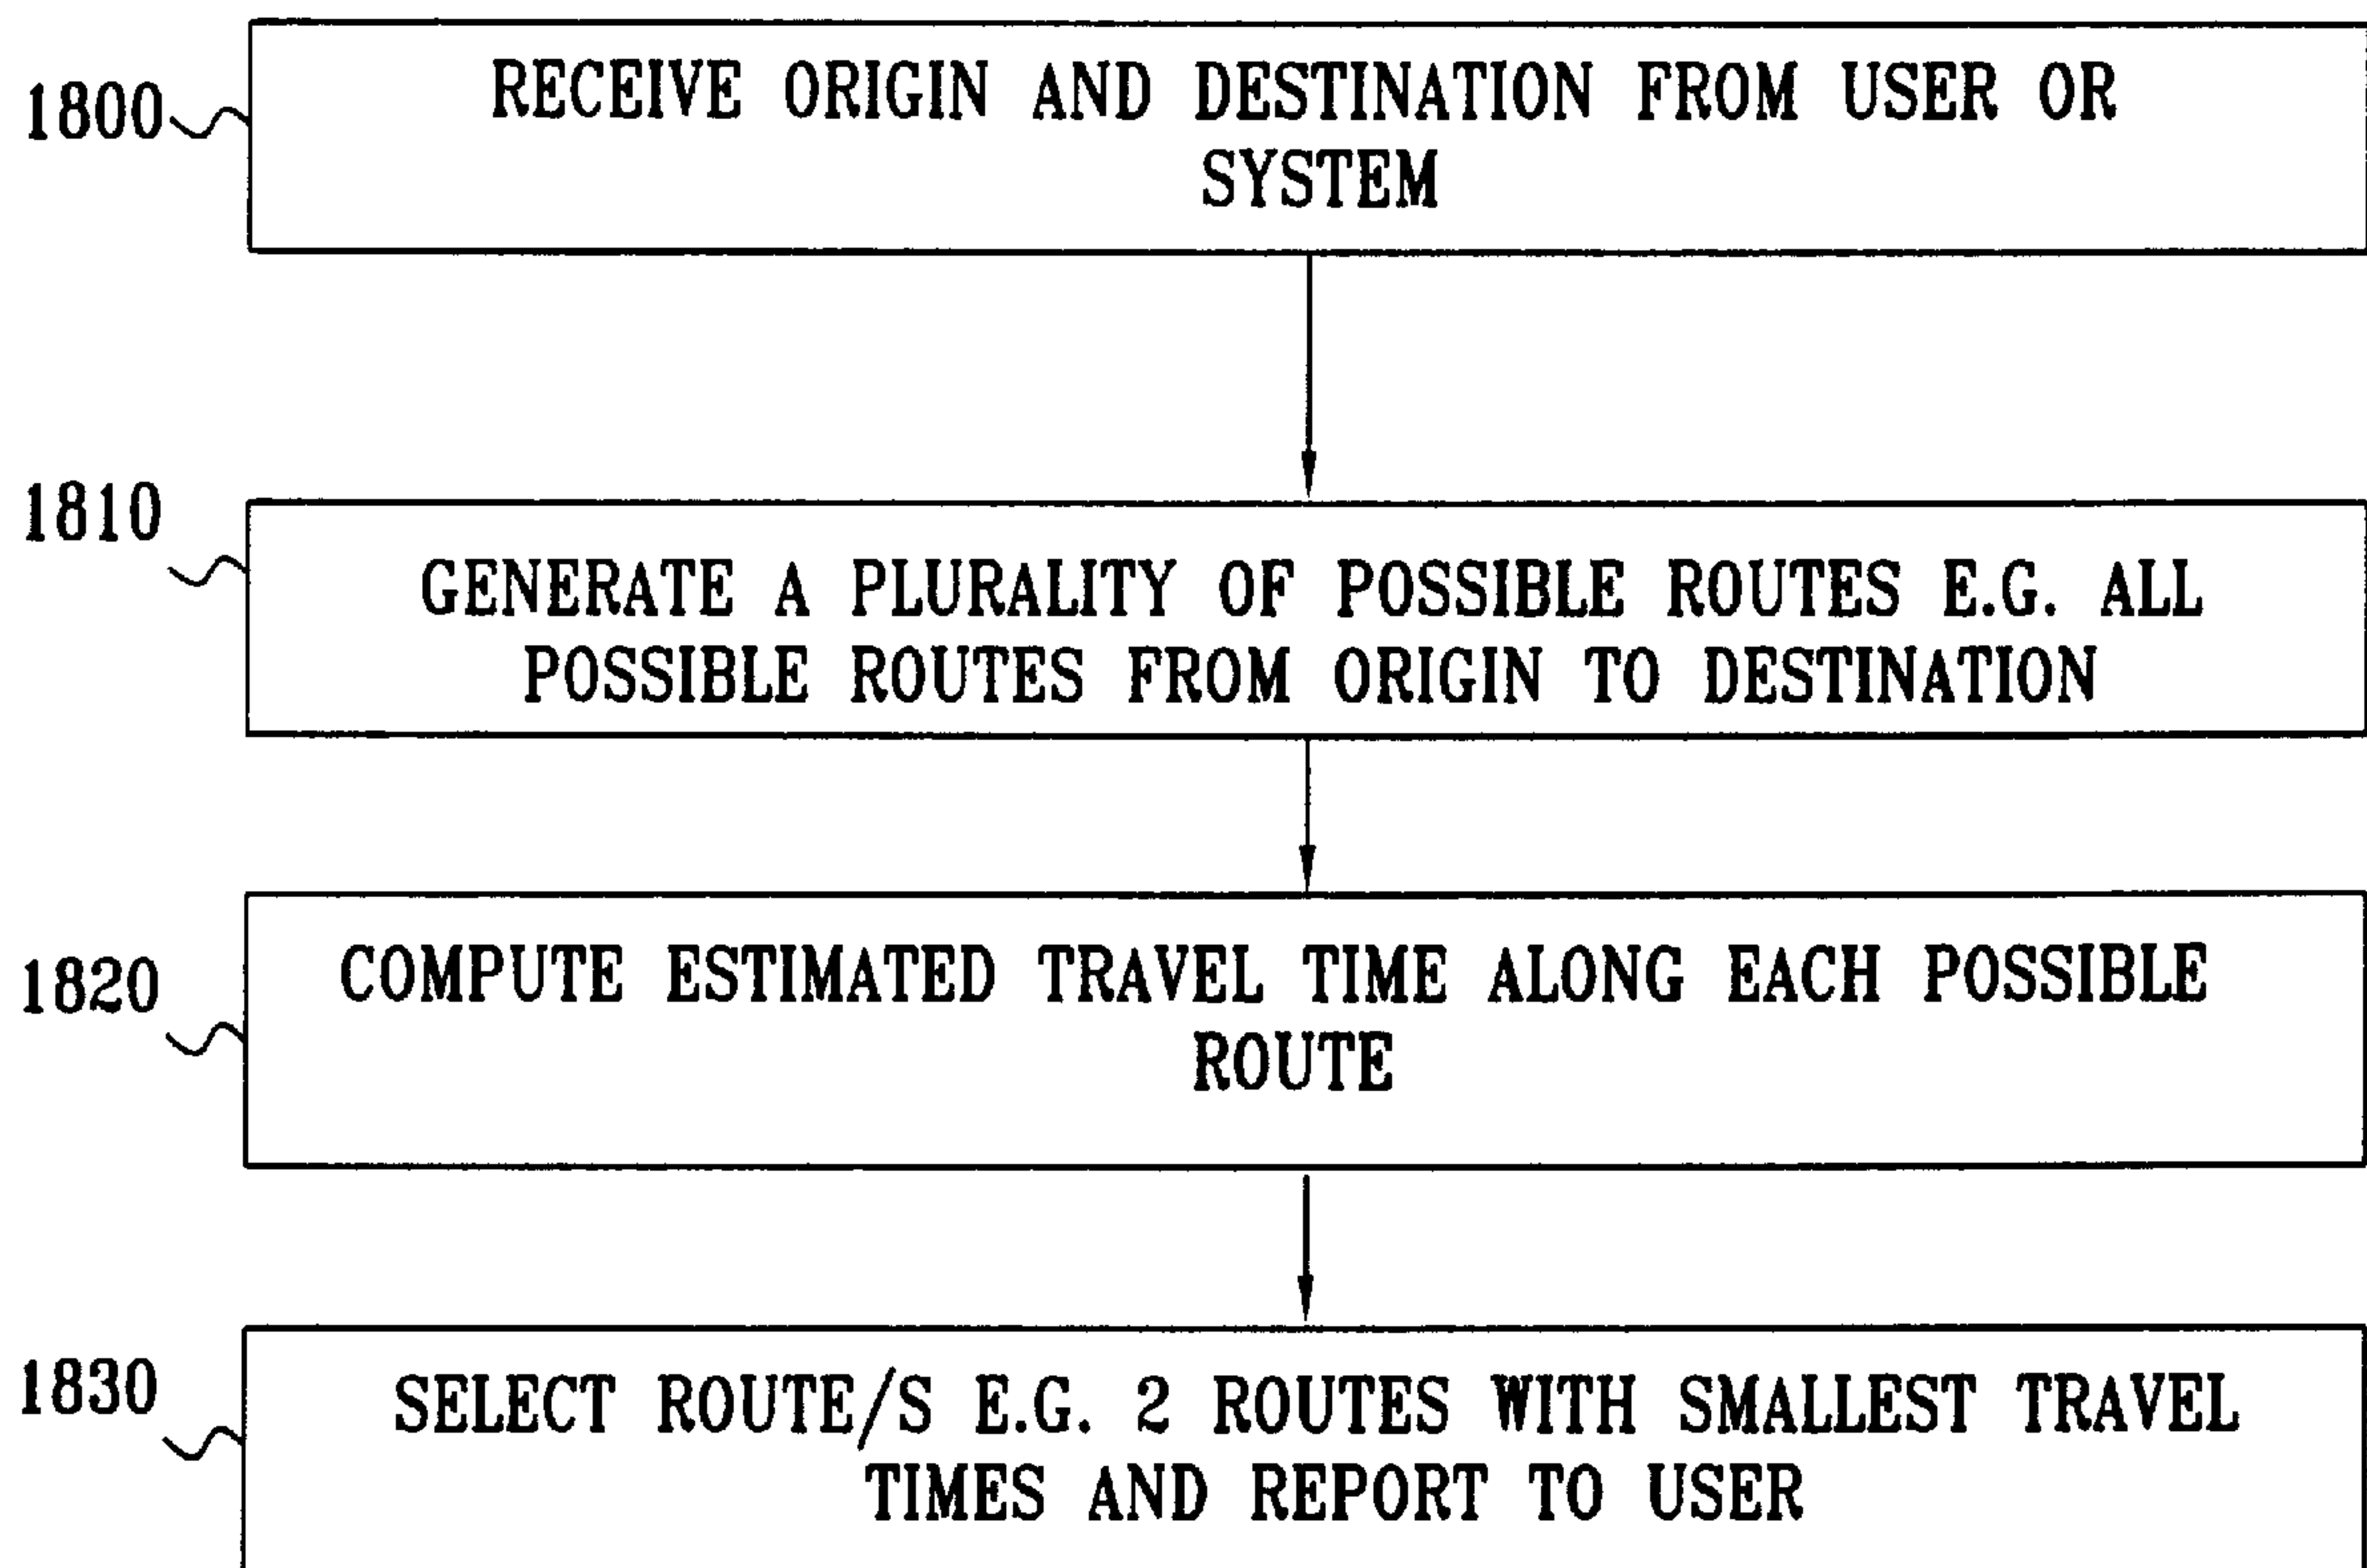 1800
RECEIVE ORIGIN AND DESTINATION FROM USER OR
SYSTEM
1810
GENERATE A PLURALITY OF POSSIBLE ROUTES E.G. ALL
POSSIBLE ROUTES FROM ORIGIN TO DESTINATION
1820
COMPUTE ESTIMATED TRAVEL TIME ALONG EACH POSSIBLE
ROUTE
1830
SELECT ROUTE/S E.G. 2 ROUTES WITH SMALLEST TRAVEL
TIMES AND REPORT TO USER